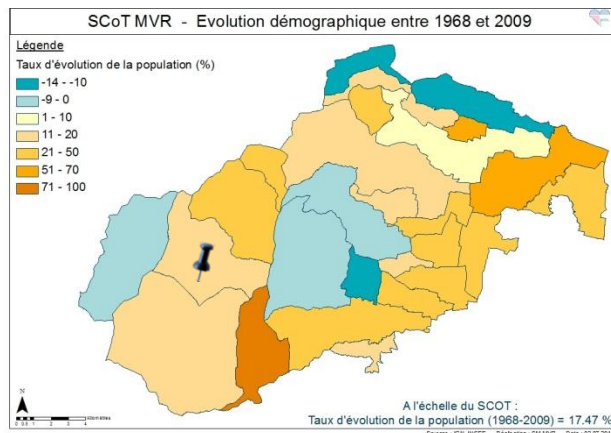 SCoT MVR - Evolution démographique entre 1968 et 2009
Légende
Taux d'évolution de la population (%)
-14 - -10
-9 - 0
1 - 10
11 - 20
21 - 50
51 - 70
71 - 100
N
A l'échelle du SCOT :
Taux d'évolution de la population (1968-2009) = 17.47 %